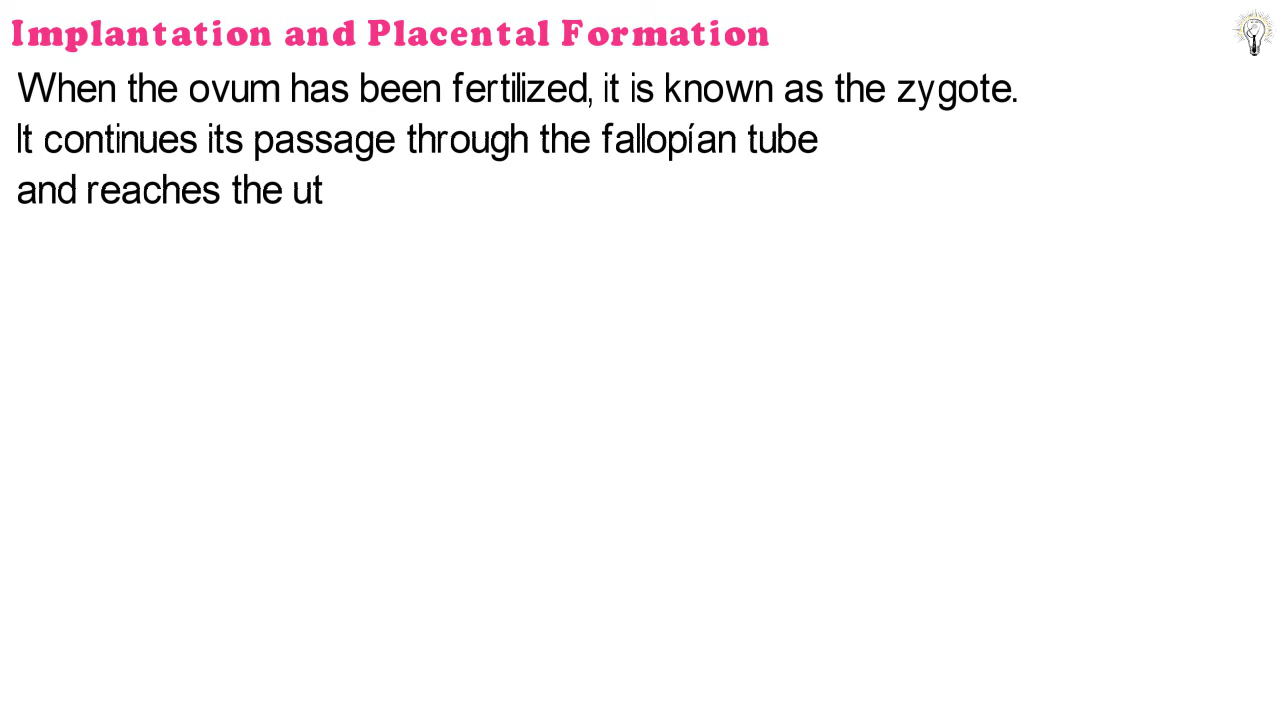 Implantation and Placental Formation
When the ovum has been fertilized, it is known as the zygote.
It continues its passage through the fallopían tube
and reaches the ut